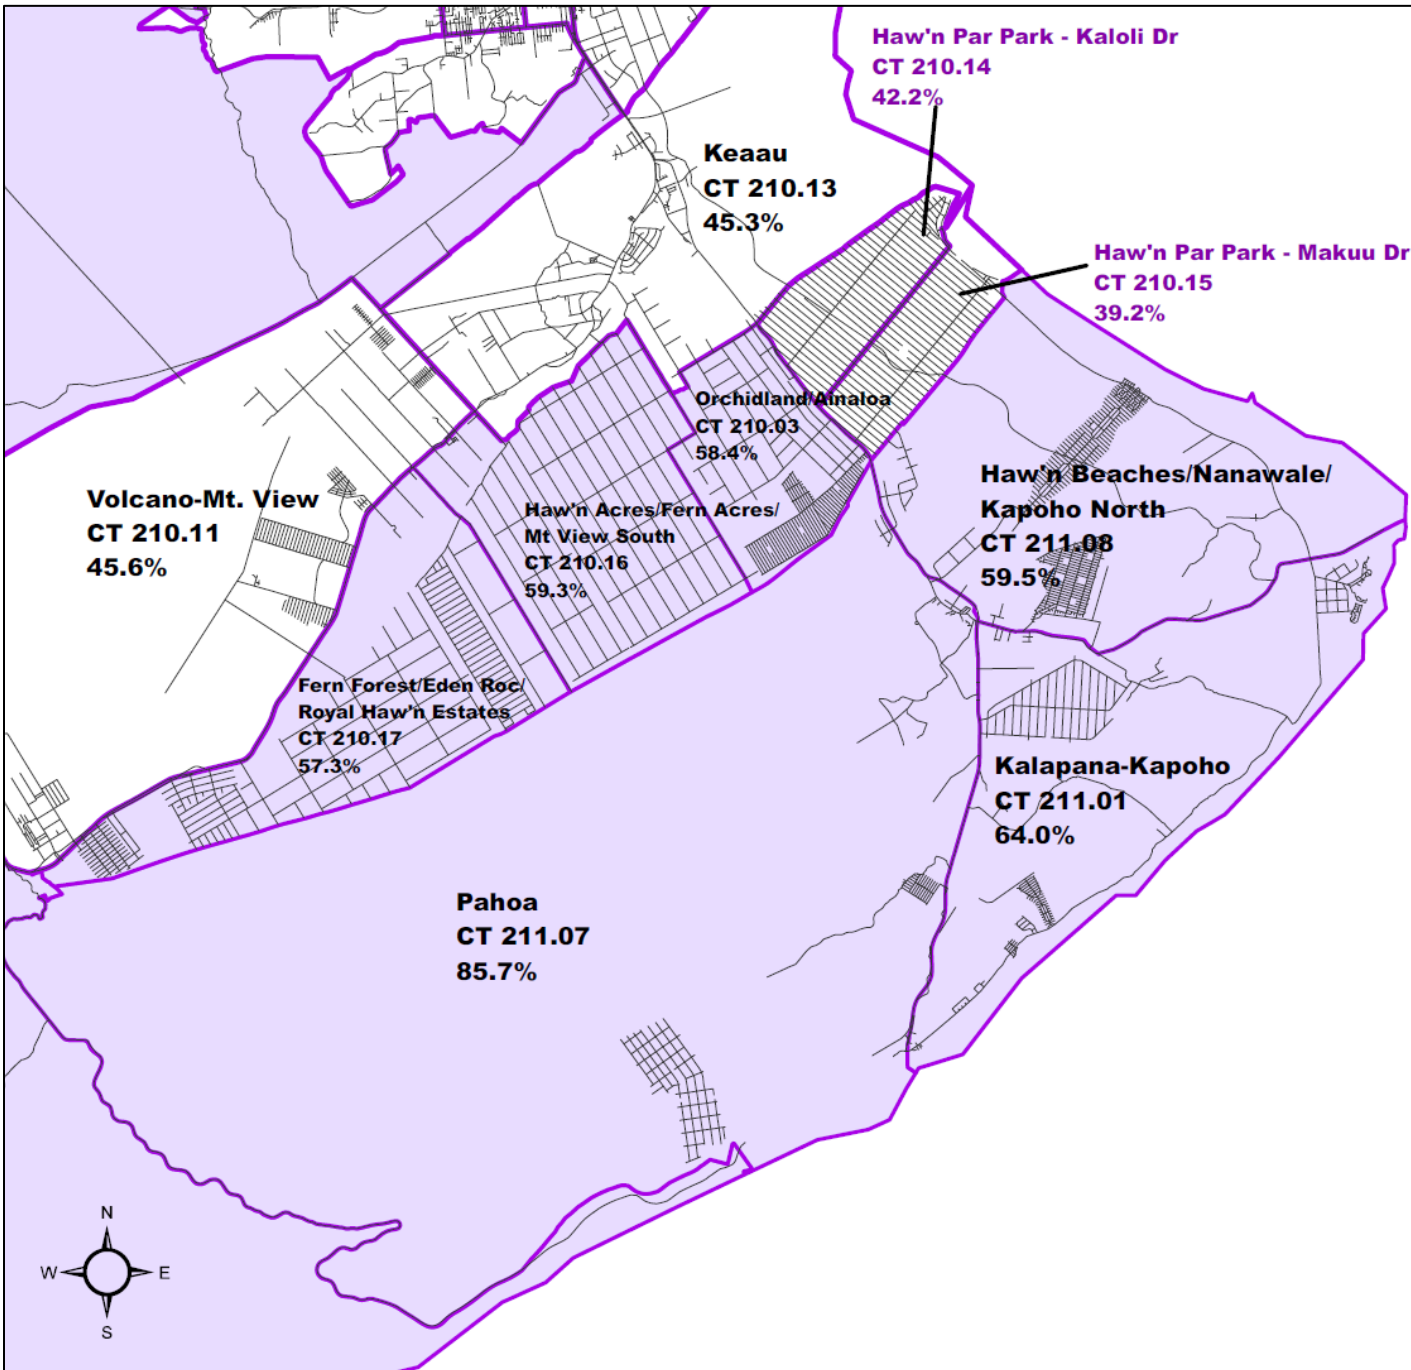 Haw'n Par Park - Kaloli Dr
CT 210.14
42.2%
Keaau
CT 210.13
45.3%
Haw'n Par Park - Makuu Dr
CT 210.15
39.2%
Orchidland/Ainaloa
CT 210.03
58.4%
Haw'n Beaches/Nanawale/
Kapoho North
CT 211.08
59.5%
Volcano-Mt. View
CT 210.11
45.6%
Haw'n Acres/Fern Acres/
Mt View South
CT 210.16
59.3%
Fern Forest/Eden Roc/
Royal Haw'n Estates
CT 210.17
57.3%
Kalapana-Kapoho
CT 211.01
64.0%
Pahoa
CT 211.07
85.7%
N
W E
S